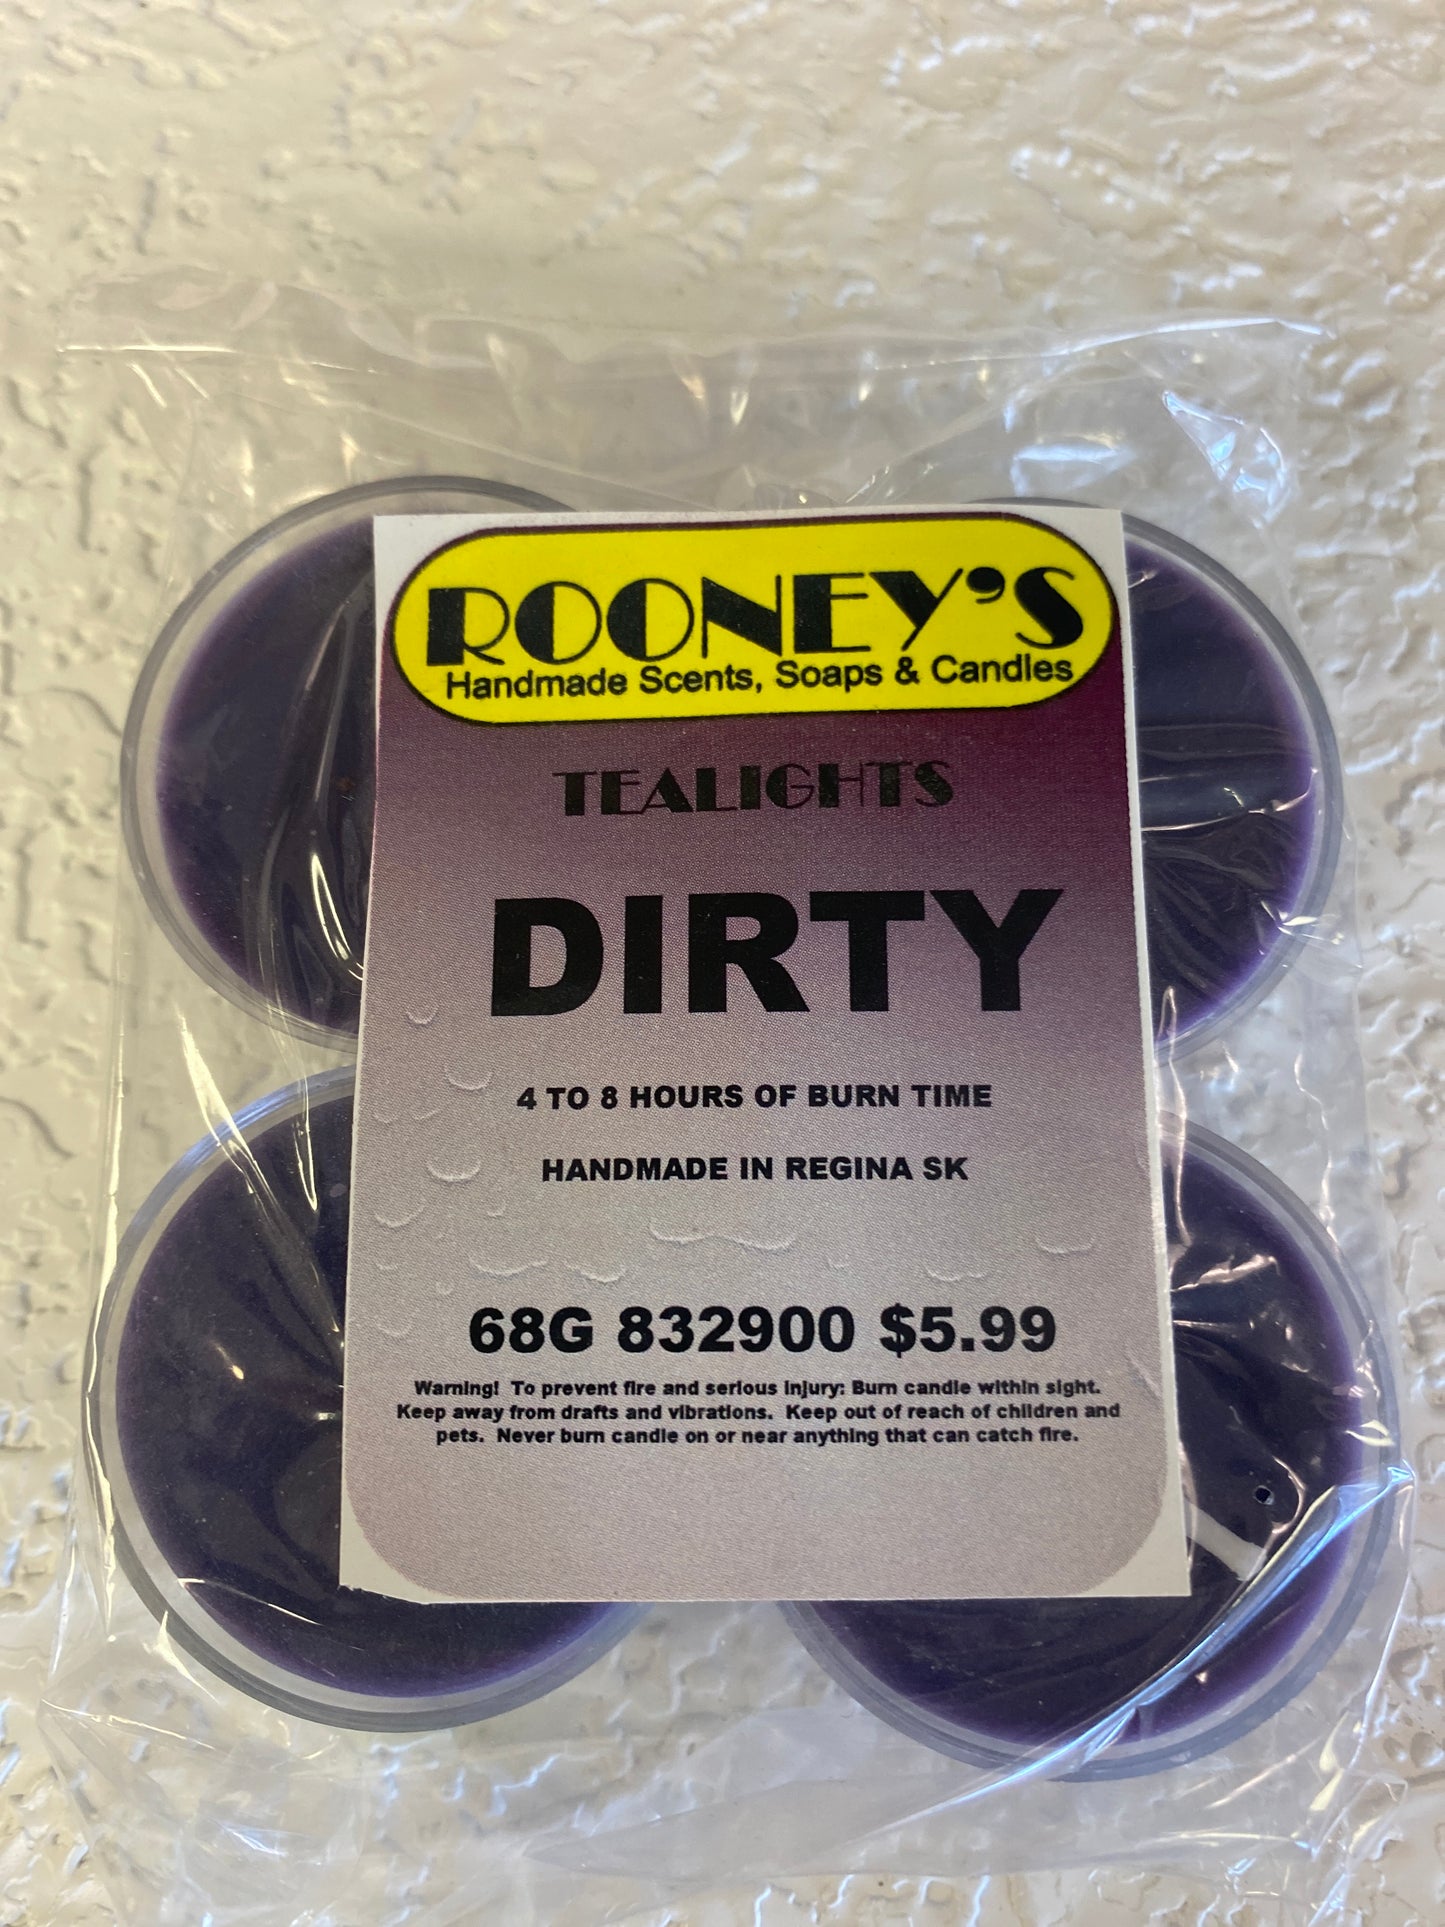 ROONEY'S
Handmade Scents, Soaps & Candles
TEALIGHTS
DIRTY
4 TO 8 HOURS OF BURN TIME
HANDMADE IN REGINA SK
68G 832900 $5.99
Warning!  To prevent fire and serious injury: Burn candle within sight.
Keep away from drafts and vibrations.  Keep out of reach of children and
pets.  Never burn candle on or near anything that can catch fire.